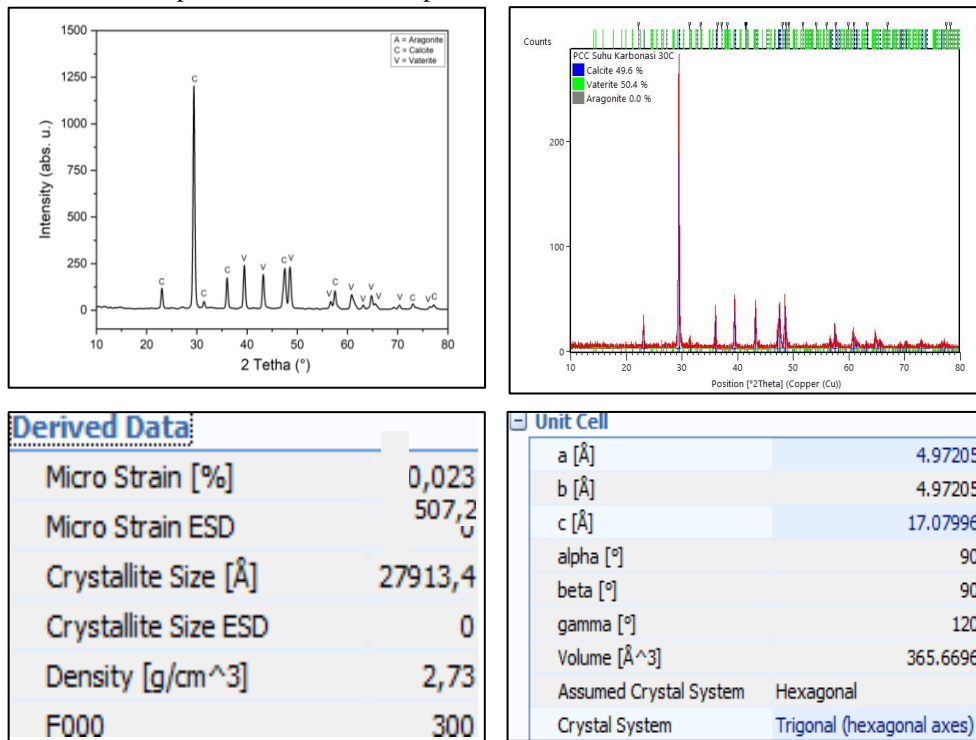 1500
1250
1000
750
500
250
0
Intensity (abs. u.)
A = Aragonite
C = Calcite
V = Vaterite
C
C
C
C
V
V
C
V
V
C
V
V
V
V
V
C
V
C
10 20 30 40 50 60 70 80
2 Tetha (°)
Counts
PCC Suhu Karbonasi 30C
Calcite 49.6 %
Vaterite 50.4 %
Aragonite 0.0 %
200
100
0
10 20 30 40 50 60 70 80
Position [°2Theta] (Copper (Cu))
Derived Data
Micro Strain [%] 0,023
507,2
Micro Strain ESD
Crystallite Size [Å] 27913,4
Crystallite Size ESD 0
Density [g/cm^3] 2,73
F000 300
Unit Cell
a [Å] 4.97205
b [Å] 4.97205
c [Å] 17.07996
alpha [°] 90
beta [°] 90
gamma [°] 120
Volume [Å^3] 365.6696
Assumed Crystal System Hexagonal
Crystal System Trigonal (hexagonal axes)